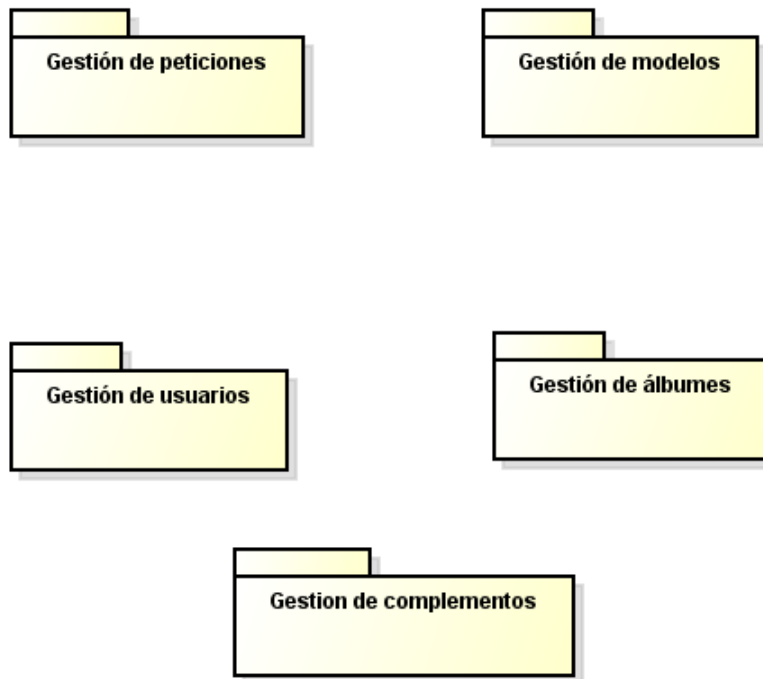 Gestión de peticiones
Gestión de modelos
Gestión de usuarios
Gestión de álbumes
Gestion de complementos